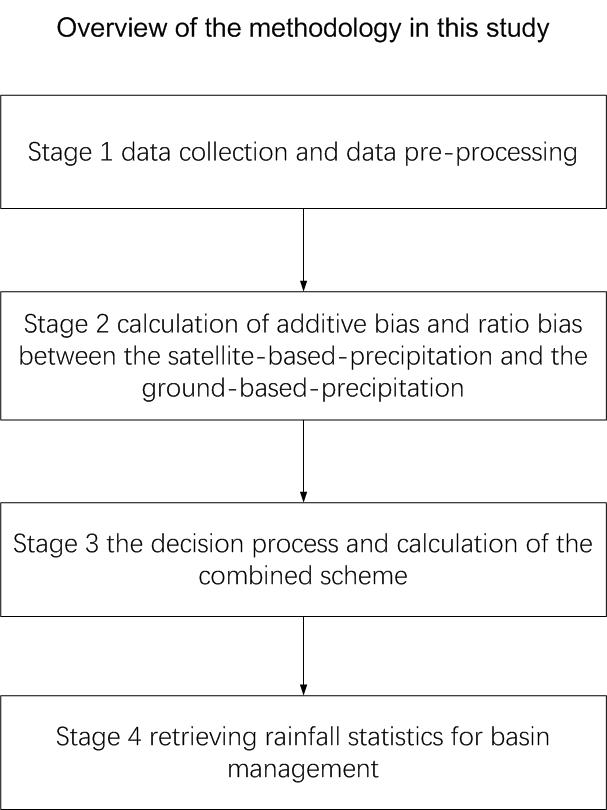 Overview of the methodology in this study
Stage 1 data collection and data pre-processing
Stage 2 calculation of additive bias and ratio bias
between the satellite-based-precipitation and the
ground-based-precipitation
Stage 3 the decision process and calculation of the
combined scheme
Stage 4 retrieving rainfall statistics for basin
management